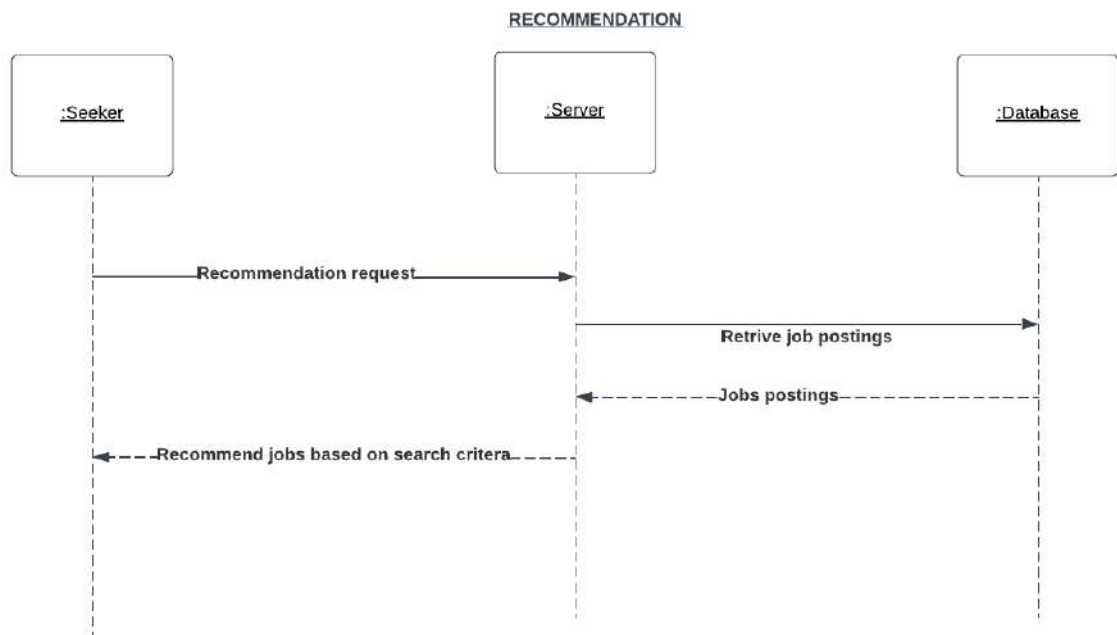 RECOMMENDATION
:Seeker
:Server
:Database
Recommendation request
Retrive job postings
Jobs postings
Recommend jobs based on search critera